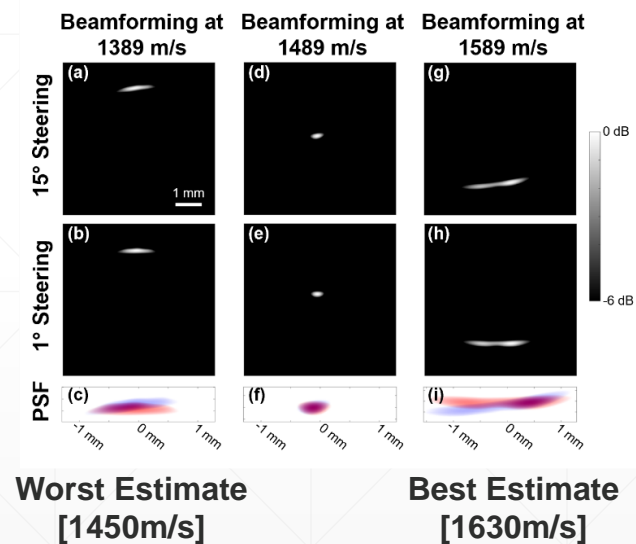 Beamforming at Beamforming at Beamforming at
1389 m/s 1489 m/s 1589 m/s
15° Steering
(a) (d) (g)
1 mm
0 dB
1° Steering
(b) (e) (h)
-6 dB
PSF
(c) (f) (i)
-1 mm 0 mm 1 mm -1 mm 0 mm 1 mm -1 mm 0 mm 1 mm
Worst Estimate Best Estimate
[1450m/s] [1630m/s]